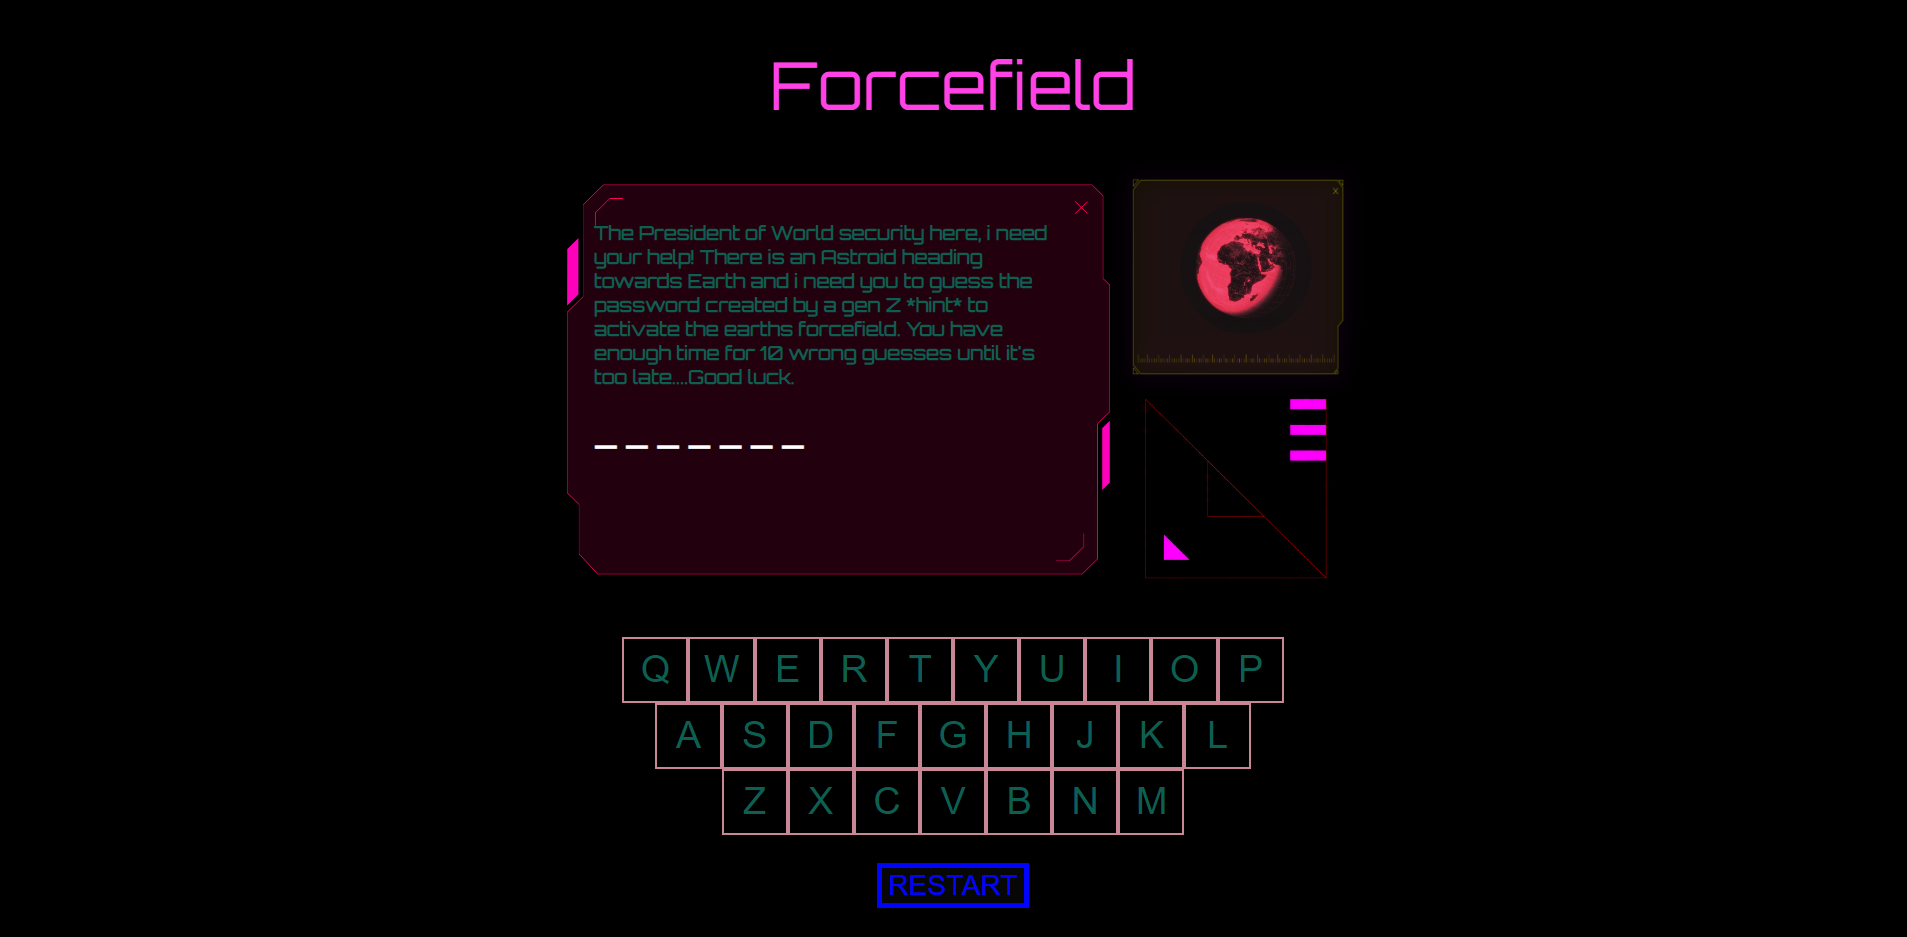 Forcefield
The President of World security here, i need
your help! There is an Astroid heading
towards Earth and i need you to guess the
password created by a gen Z *hint* to
activate the earths forcefield. You have
enough time for 10 wrong guesses until it's
too late....Good luck.
_ _ _ _ _ _ _
Q W E R T Y U I O P
A S D F G H J K L
Z X C V B N M
RESTART